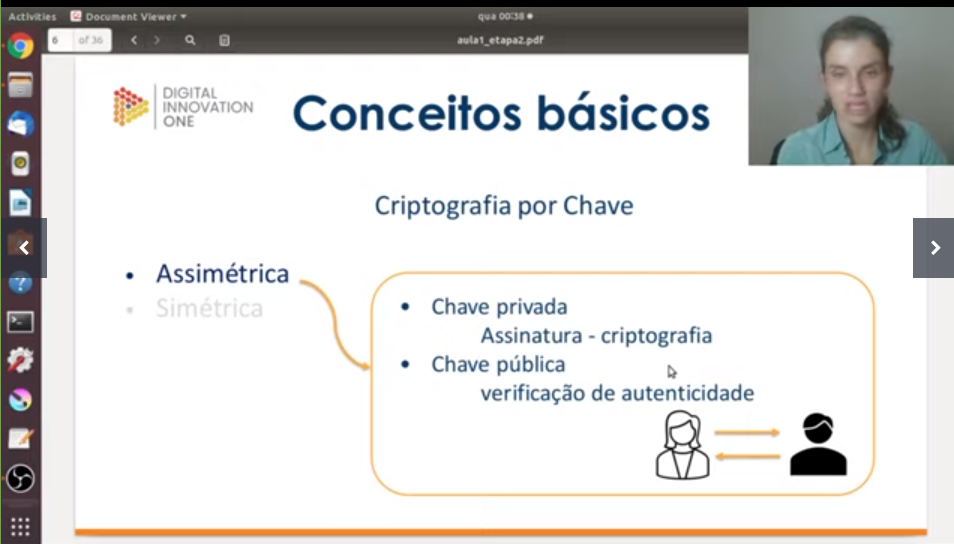 Activities Document Viewer qua 00:38
6 of 36 aula1_etapa2.pdf
DIGITAL
INNOVATION
ONE
Conceitos básicos
Criptografia por Chave
• Assimétrica
• Simétrica
• Chave privada
Assinatura - criptografia
• Chave pública
verificação de autenticidade